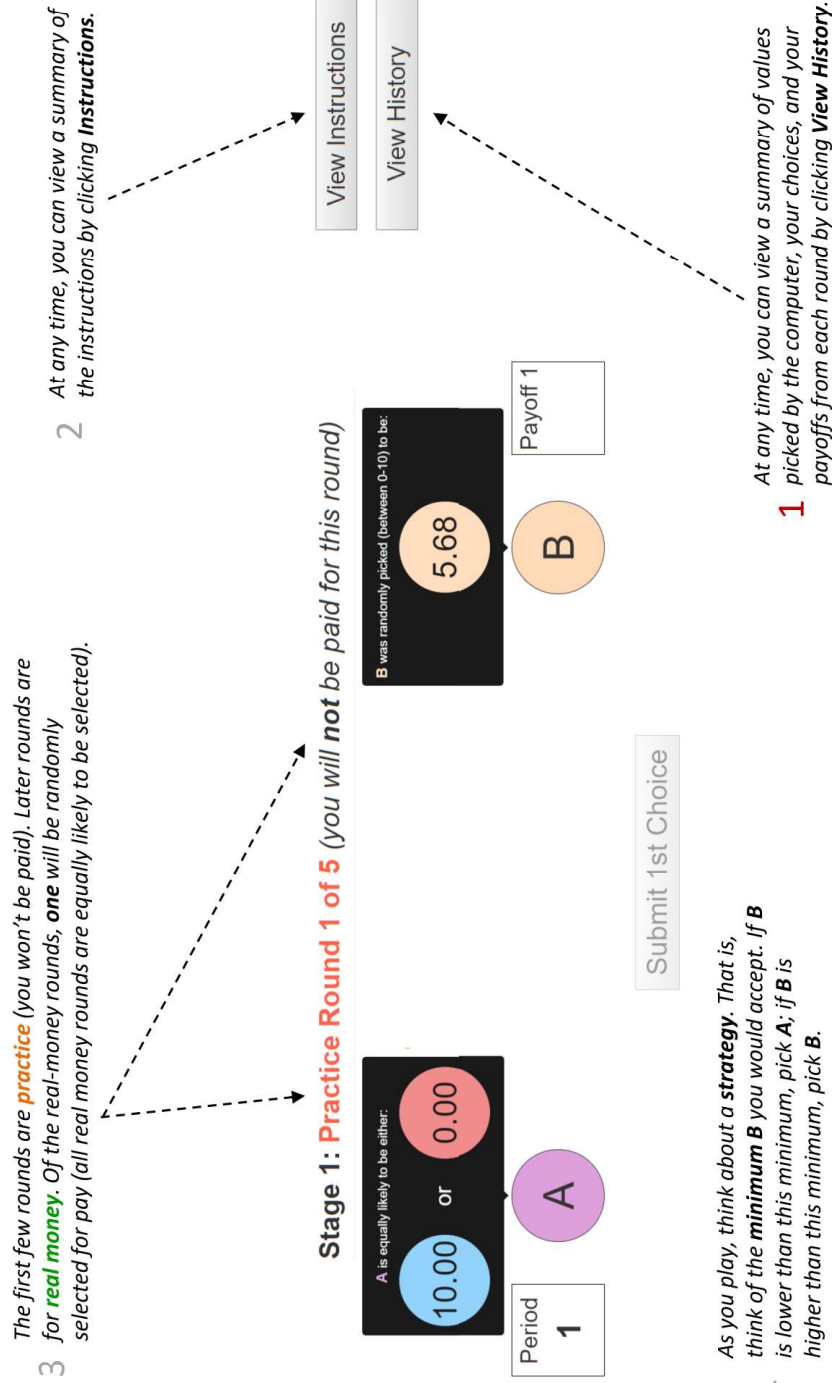 3
The first few rounds are practice (you won't be paid). Later rounds are
for real money. Of the real-money rounds, one will be randomly
selected for pay (all real money rounds are equally likely to be selected).
2
At any time, you can view a summary of
the instructions by clicking Instructions.
View Instructions
View History
Stage 1: Practice Round 1 of 5 (you will not be paid for this round)
A is equally likely to be either:
10.00 or 0.00
B was randomly picked (between 0-10) to be:
5.68
Period
1
A
B
Payoff 1
Submit 1st Choice
As you play, think about a strategy. That is,
think of the minimum B you would accept. If B
is lower than this minimum, pick A; if B is
higher than this minimum, pick B.
1
At any time, you can view a summary of values
picked by the computer, your choices, and your
payoffs from each round by clicking View History.